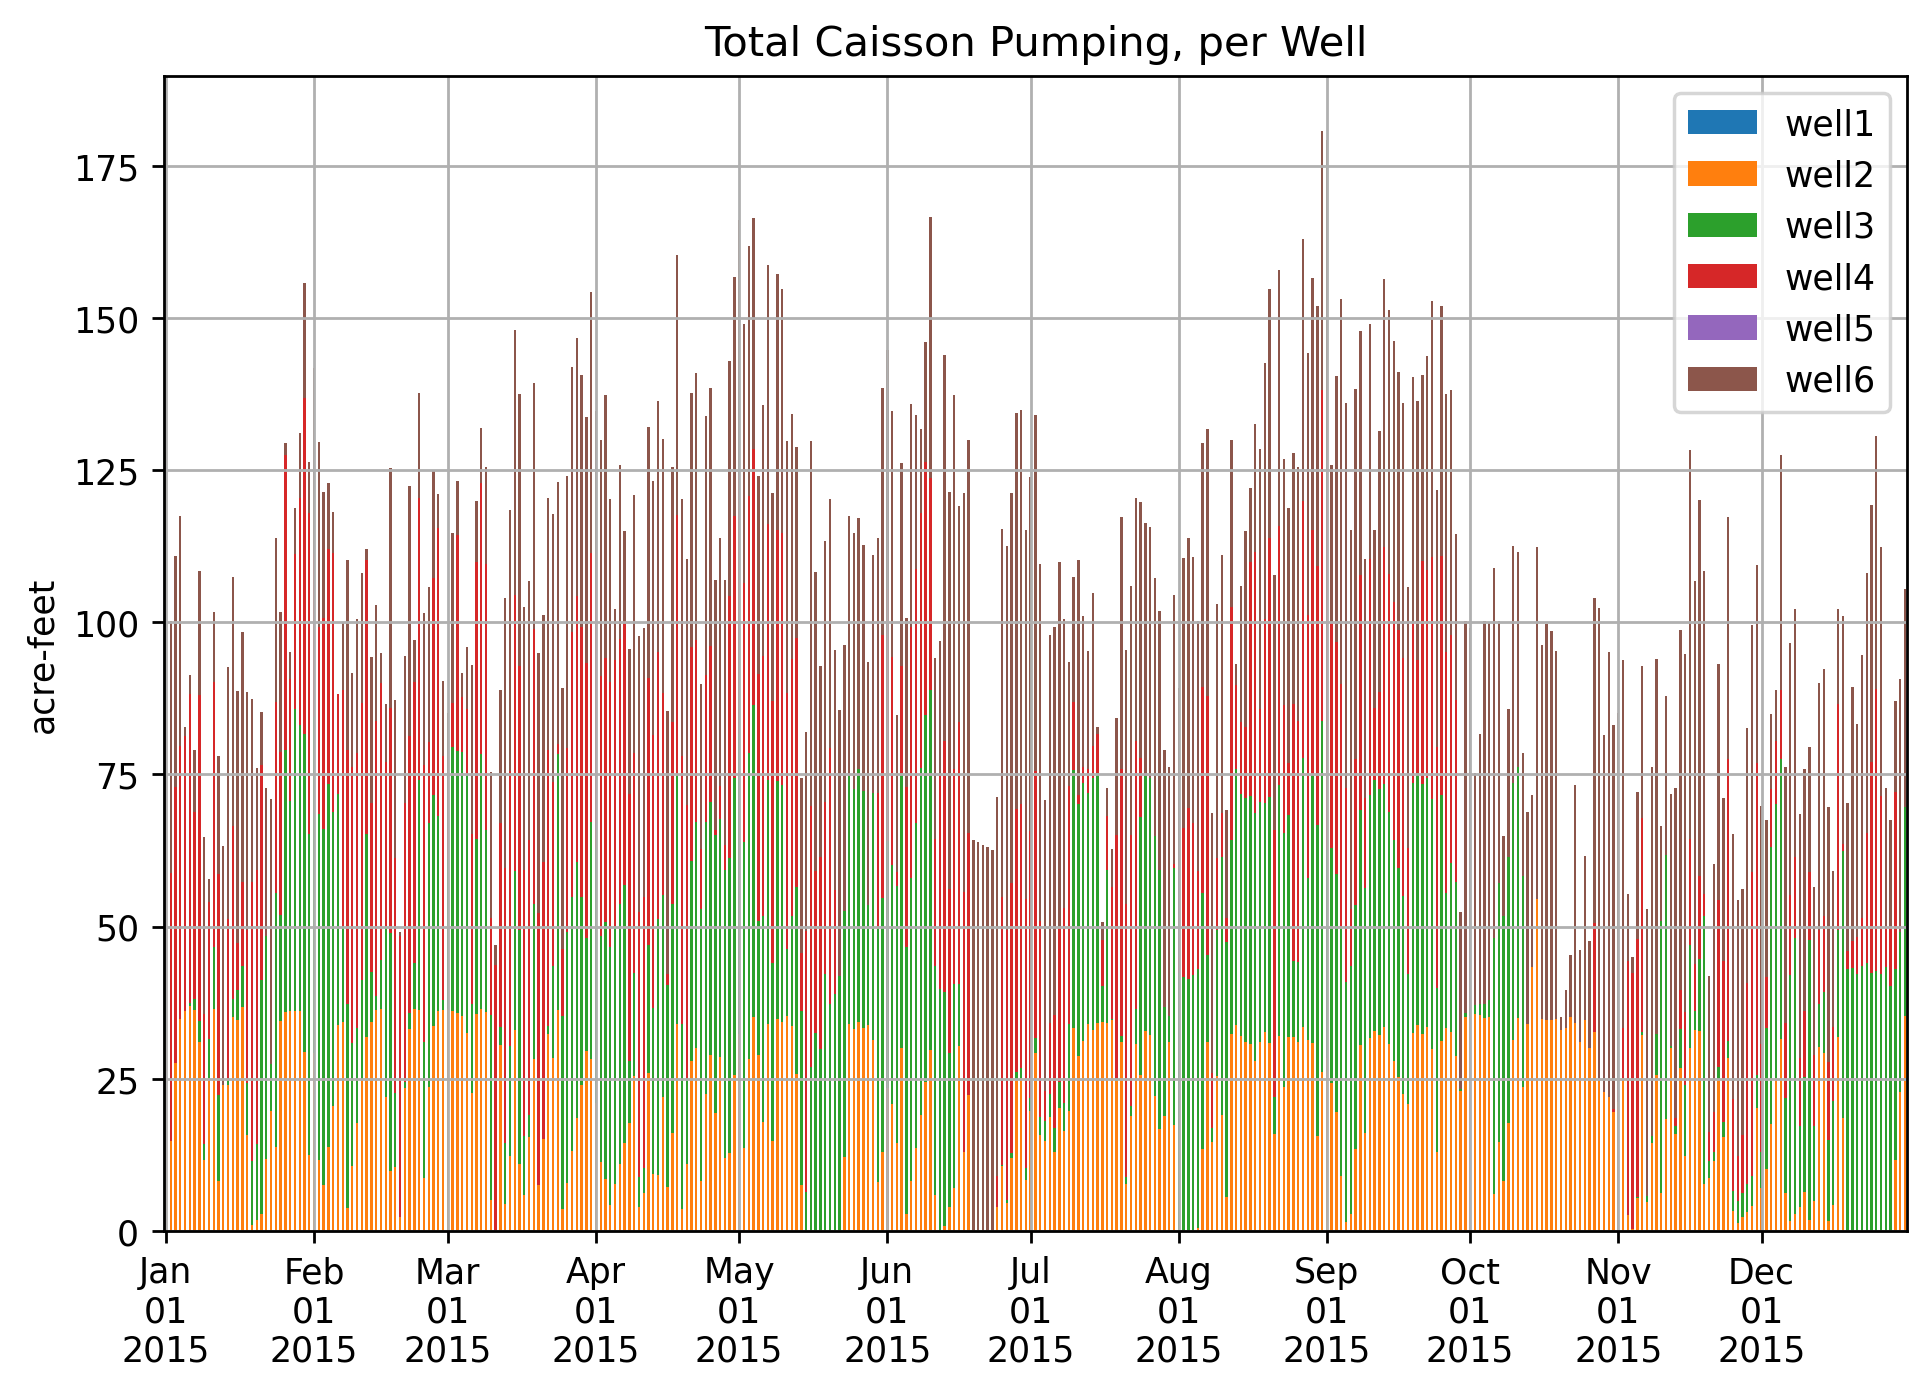 Total Caisson Pumping, per Well
acre-feet
175
150
125
100
75
50
25
0
well1
well2
well3
well4
well5
well6
Jan Feb Mar Apr May Jun Jul Aug Sep Oct Nov Dec
01 01 01 01 01 01 01 01 01 01 01 01
2015 2015 2015 2015 2015 2015 2015 2015 2015 2015 2015 2015